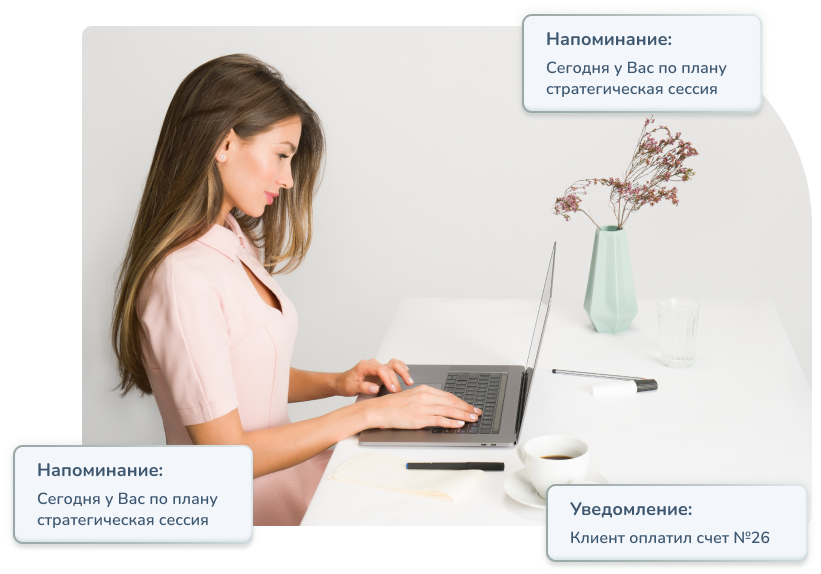 Напоминание:
Сегодня у Вас по плану
стратегическая сессия
Напоминание:
Сегодня у Вас по плану
стратегическая сессия
Уведомление:
Клиент оплатил счет №26